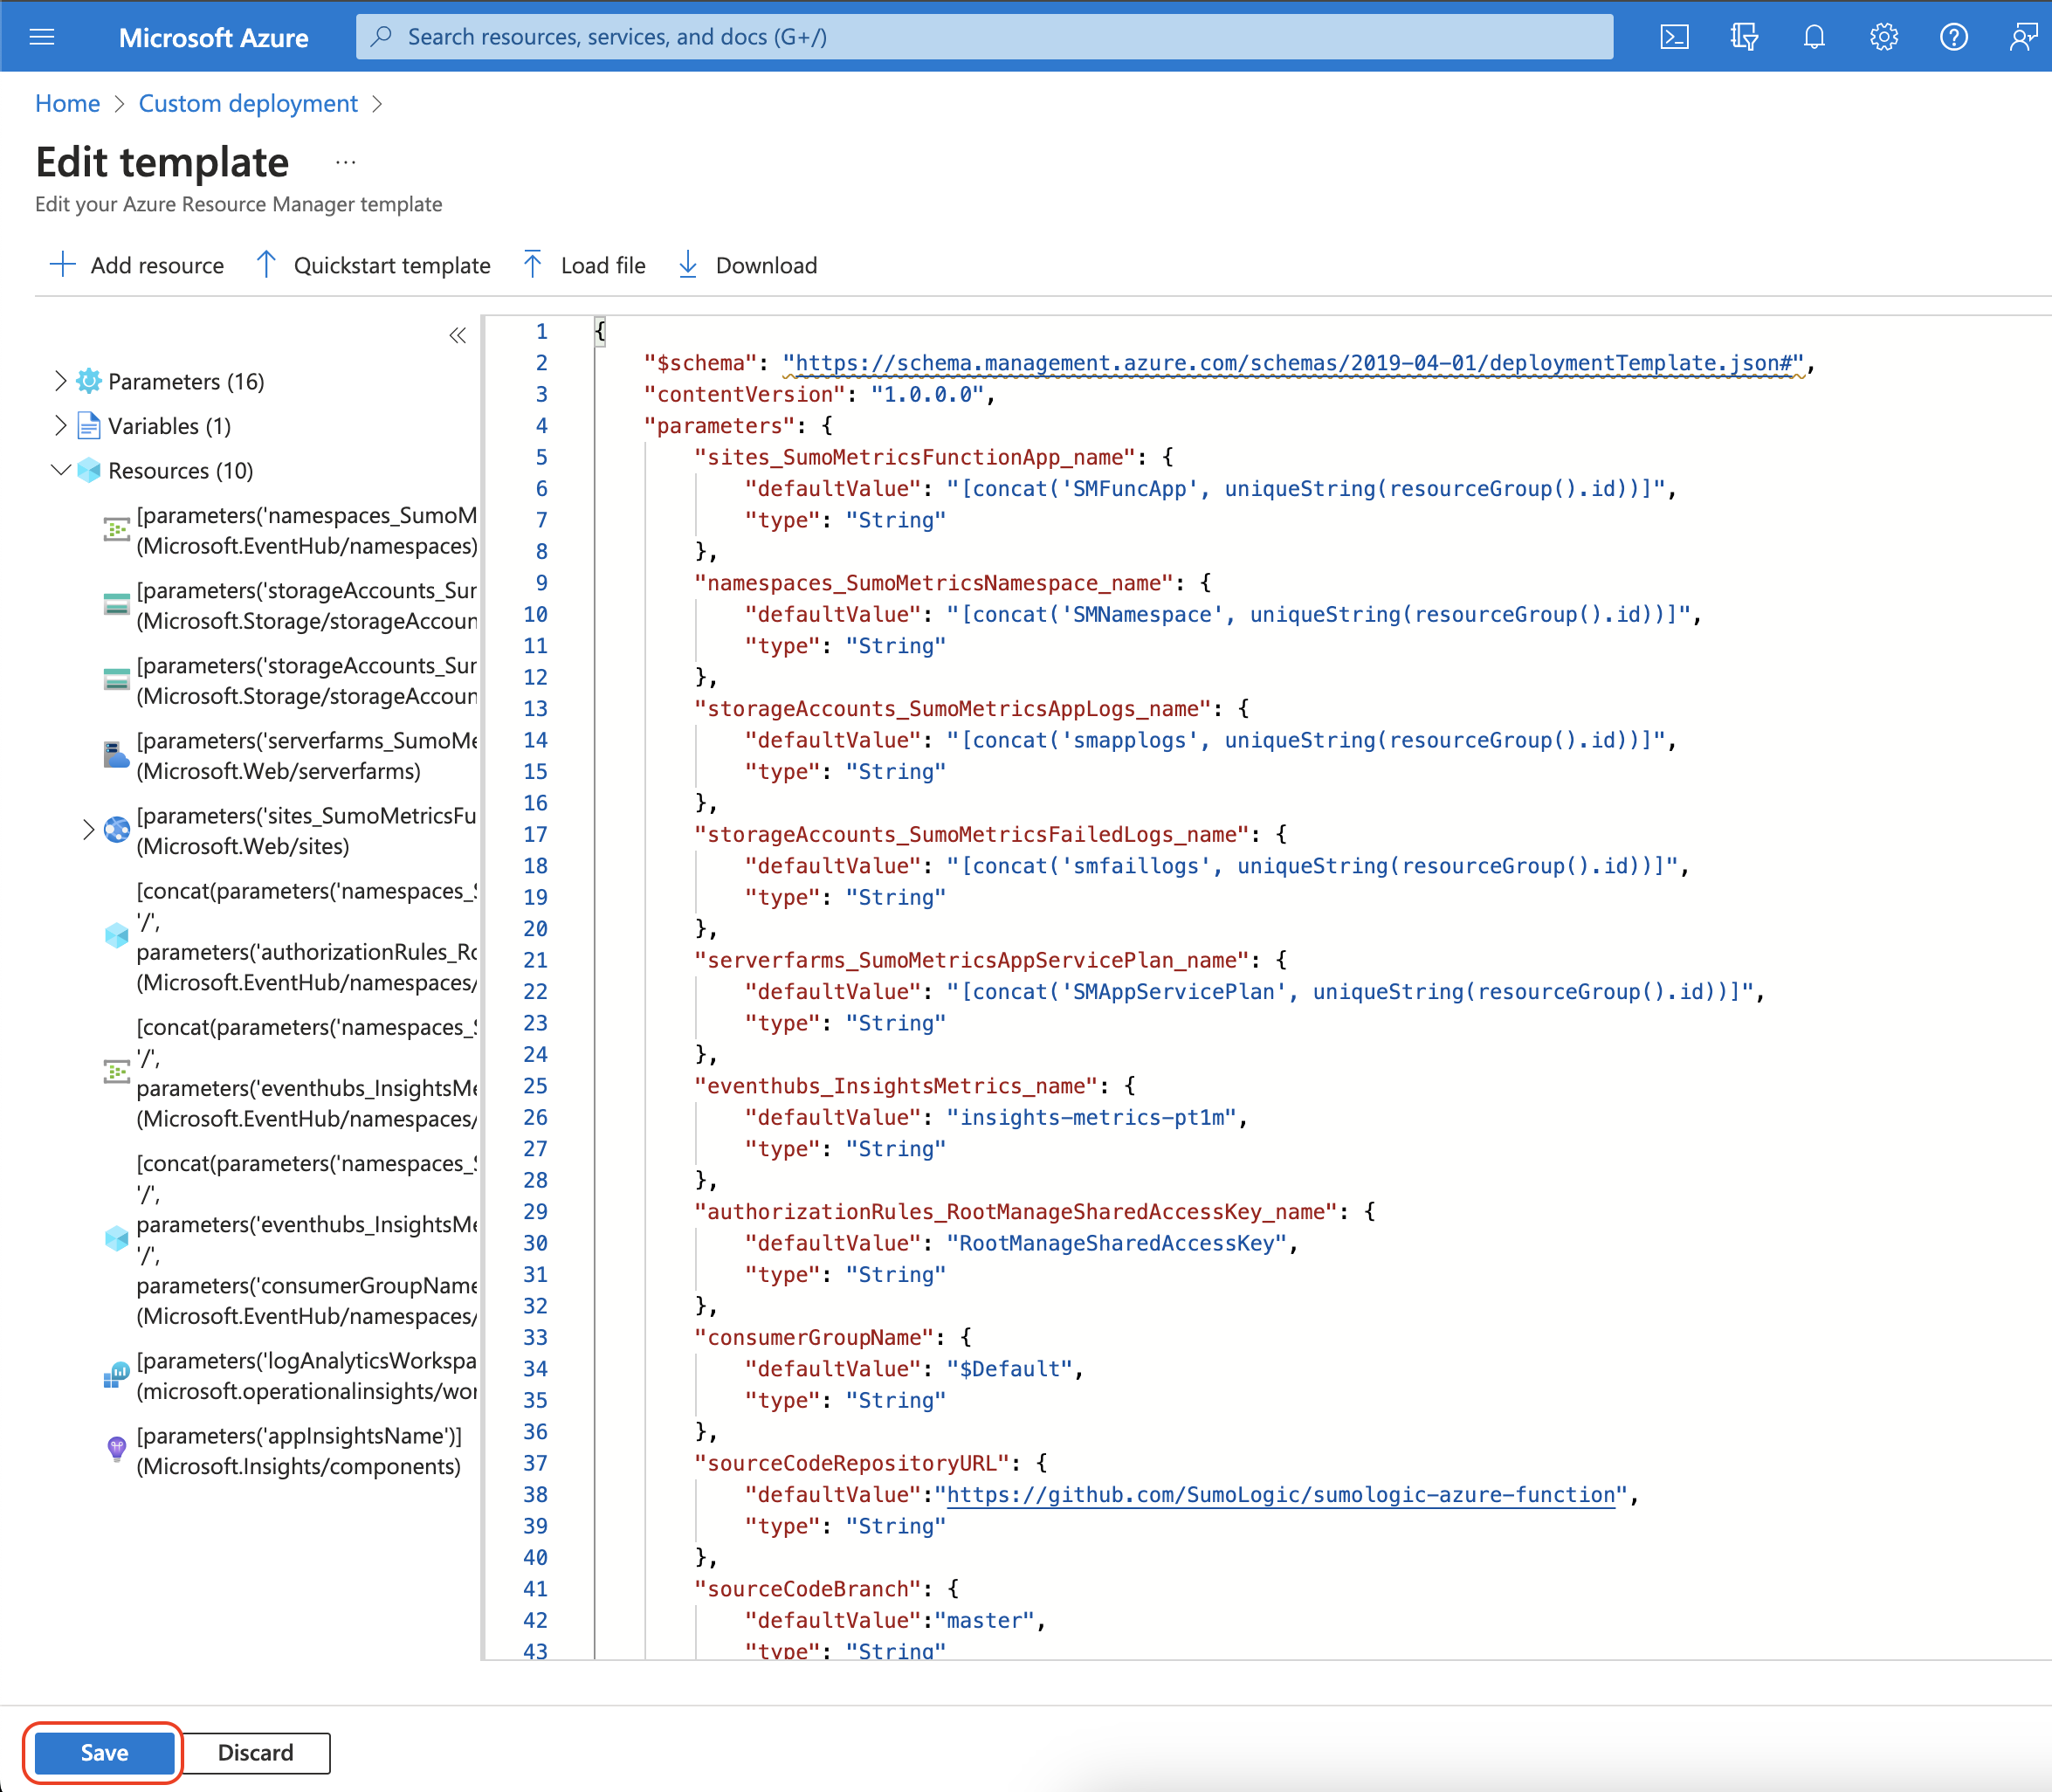 Microsoft Azure
Search resources, services, and docs (G+/)
Home > Custom deployment >
Edit template ...
Edit your Azure Resource Manager template
Add resource Quickstart template Load file Download
Parameters (16)
Variables (1)
Resources (10)
[parameters('namespaces_SumoM
(Microsoft.EventHub/namespaces)
[parameters('storageAccounts_Sur
(Microsoft.Storage/storageAccoun
[parameters('storageAccounts_Sur
(Microsoft.Storage/storageAccoun
[parameters('serverfarms_SumoMe
(Microsoft.Web/serverfarms)
[parameters('sites_SumoMetricsFu
(Microsoft.Web/sites)
[concat(parameters('namespaces_S
'/',
parameters('authorizationRules_Ro
(Microsoft.EventHub/namespaces/
[concat(parameters('namespaces_S
'/',
parameters('eventhubs_InsightsMe
(Microsoft.EventHub/namespaces/
[concat(parameters('namespaces_S
'/',
parameters('eventhubs_InsightsMe
'/',
parameters('consumerGroupName
(Microsoft.EventHub/namespaces/
[parameters('logAnalyticsWorkspa
(microsoft.operationalinsights/wor
[parameters('appInsightsName')]
(Microsoft.Insights/components)
1 {
2 "$schema": "https://schema.management.azure.com/schemas/2019-04-01/deploymentTemplate.json#",
3 "contentVersion": "1.0.0.0",
4 "parameters": {
5 "sites_SumoMetricsFunctionApp_name": {
6 "defaultValue": "[concat('SMFuncApp', uniqueString(resourceGroup().id))]",
7 "type": "String"
8 },
9 "namespaces_SumoMetricsNamespace_name": {
10 "defaultValue": "[concat('SMNamespace', uniqueString(resourceGroup().id))]",
11 "type": "String"
12 },
13 "storageAccounts_SumoMetricsAppLogs_name": {
14 "defaultValue": "[concat('smapplogs', uniqueString(resourceGroup().id))]",
15 "type": "String"
16 },
17 "storageAccounts_SumoMetricsFailedLogs_name": {
18 "defaultValue": "[concat('smfaillogs', uniqueString(resourceGroup().id))]",
19 "type": "String"
20 },
21 "serverfarms_SumoMetricsAppServicePlan_name": {
22 "defaultValue": "[concat('SMAppServicePlan', uniqueString(resourceGroup().id))]",
23 "type": "String"
24 },
25 "eventhubs_InsightsMetrics_name": {
26 "defaultValue": "insights-metrics-pt1m",
27 "type": "String"
28 },
29 "authorizationRules_RootManageSharedAccessKey_name": {
30 "defaultValue": "RootManageSharedAccessKey",
31 "type": "String"
32 },
33 "consumerGroupName": {
34 "defaultValue": "$Default",
35 "type": "String"
36 },
37 "sourceCodeRepositoryURL": {
38 "defaultValue":"https://github.com/SumoLogic/sumologic-azure-function",
39 "type": "String"
40 },
41 "sourceCodeBranch": {
42 "defaultValue":"master",
43 "type": "String"
Save Discard